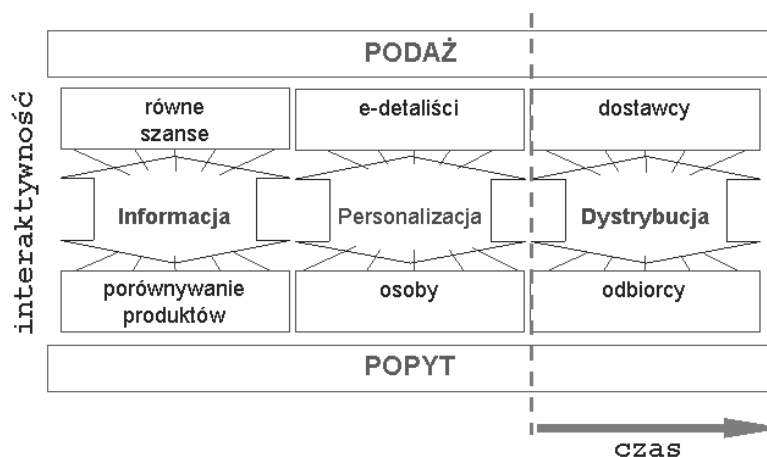 PODAŻ
interaktywność
równe
szanse
e-detaliści
dostawcy
Informacja
Personalizacja
Dystrybucja
porównywanie
produktów
osoby
odbiorcy
POPYT
czas